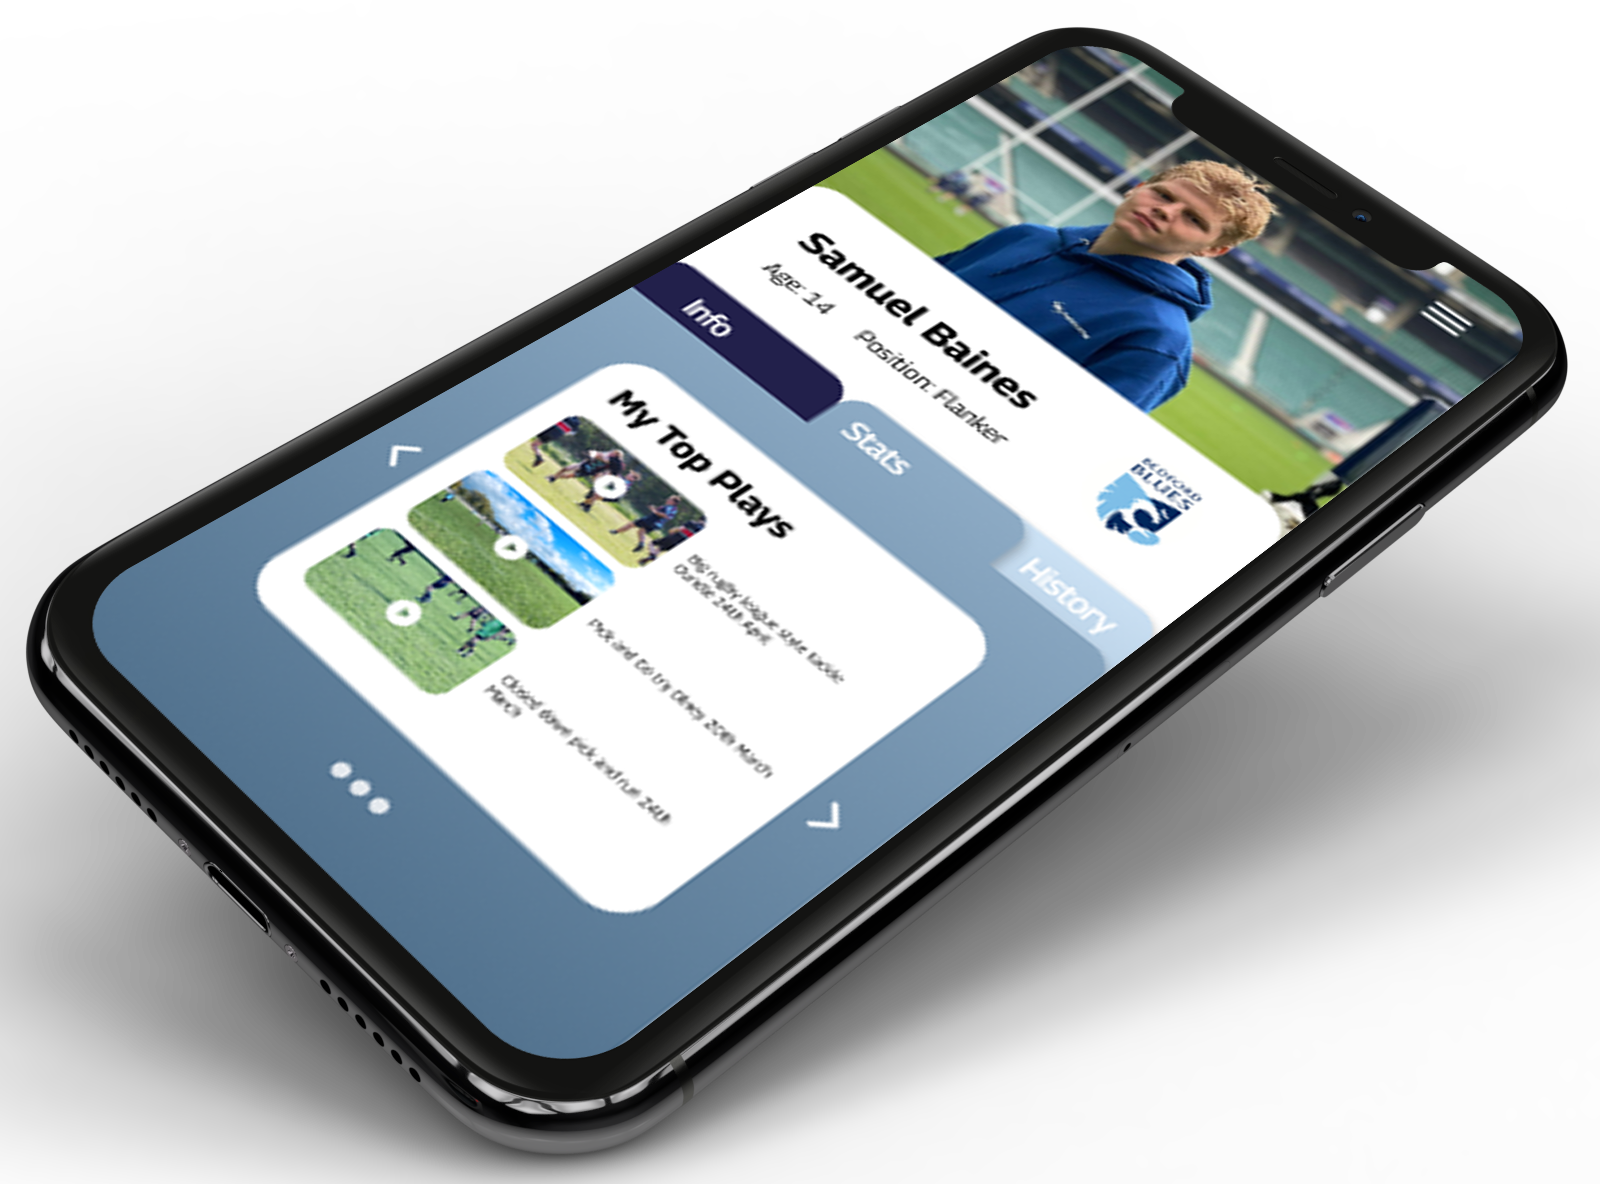 Samuel Baines
Age: 14
Position: Flanker
BEDFORD
BLUES
Info
Stats
History
My Top Plays
Big rugby league style tackle
Oundle 24th April
Pick and Go try Olney 20th March
Closed down pick and run 24th
March